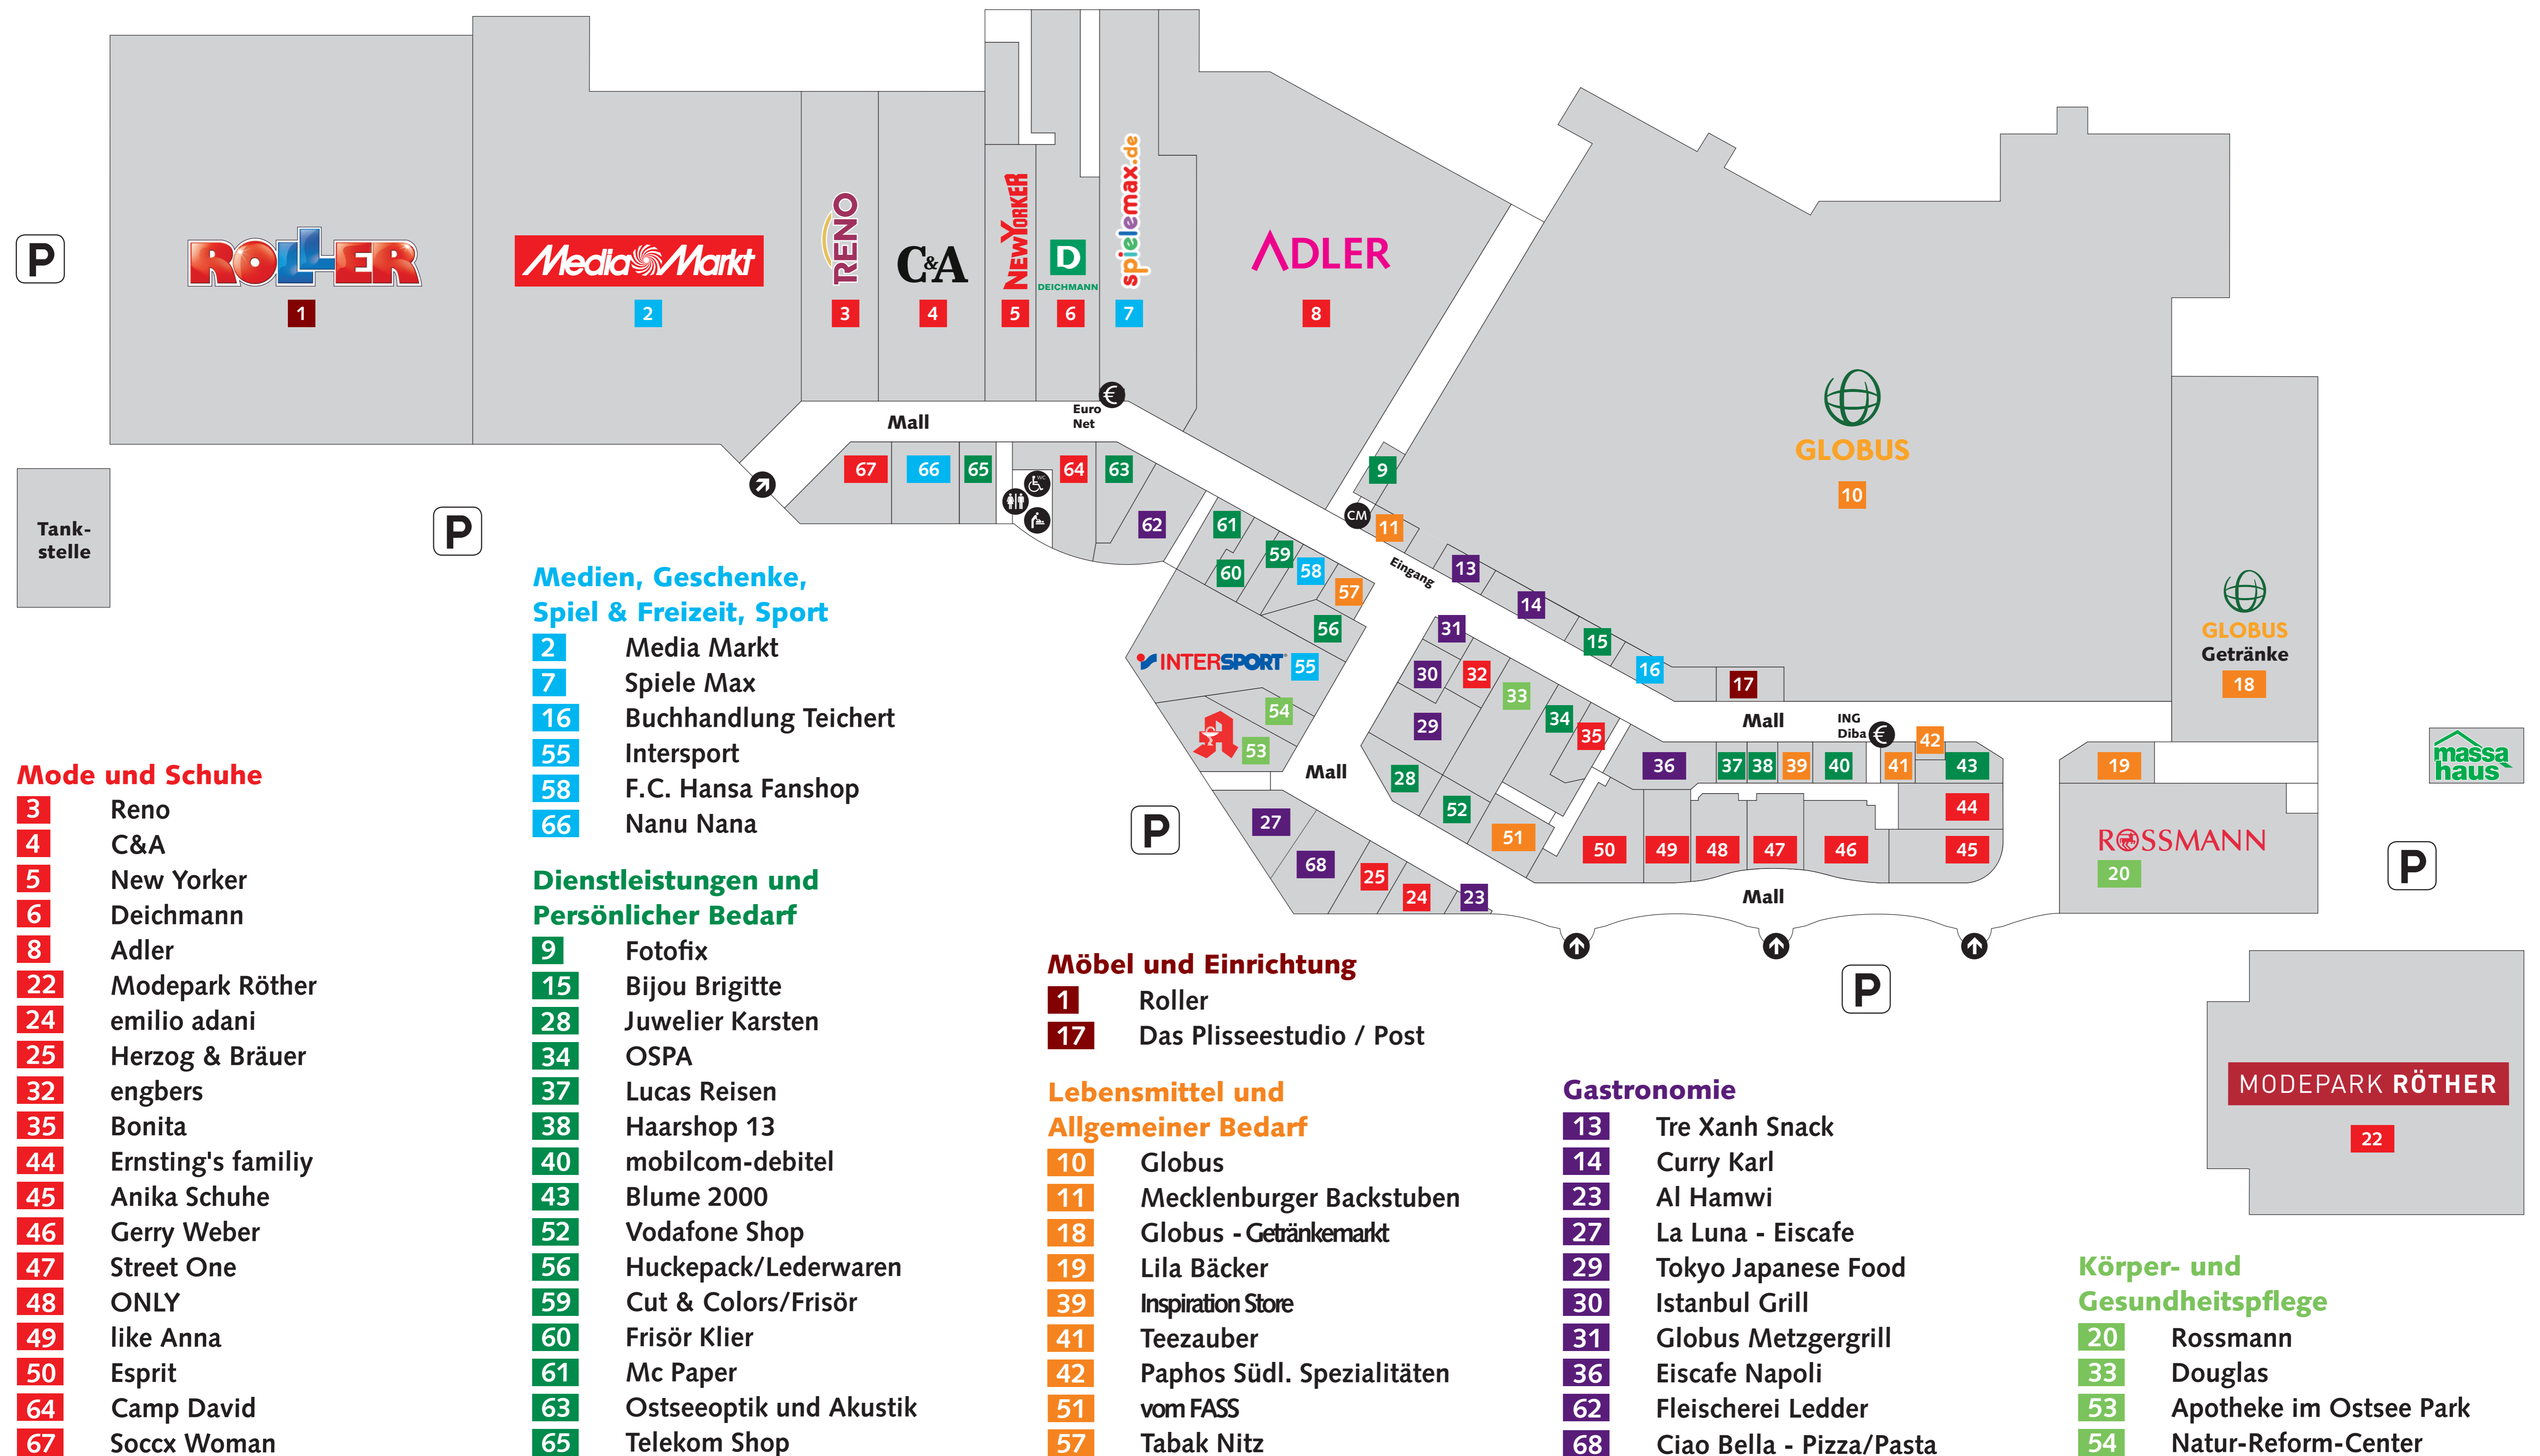 ROLLER
1
Media Markt
2
RENO
3
C&A
4
NEW YORKER
5
D
DEICHMANN
6
spielemax.de
7
ADLER
8
P
Euro
Net
€
Mall
67
66
65
WC
64
63
62
Tank-
stelle
P
9
CM
11
Eingang
13
14
15
16
17
GLOBUS
10
GLOBUS
Getränke
18
61
60
59
58
57
56
INTERSPORT
55
54
A
53
Mall
31
30
32
33
29
34
35
28
52
51
Mall
ING
Diba
€
36
37
38
39
40
41
42
43
44
45
50
49
48
47
46
Mall
19
ROSSMANN
20
massa
haus
P
P
27
68
25
24
23
P
MODEPARK RÖTHER
22
Mode und Schuhe
3 Reno
4 C&A
5 New Yorker
6 Deichmann
8 Adler
22 Modepark Röther
24 emilio adani
25 Herzog & Bräuer
32 engbers
35 Bonita
44 Ernsting's familiy
45 Anika Schuhe
46 Gerry Weber
47 Street One
48 ONLY
49 like Anna
50 Esprit
64 Camp David
67 Soccx Woman
Medien, Geschenke,
Spiel & Freizeit, Sport
2 Media Markt
7 Spiele Max
16 Buchhandlung Teichert
55 Intersport
58 F.C. Hansa Fanshop
66 Nanu Nana
Dienstleistungen und
Persönlicher Bedarf
9 Fotofix
15 Bijou Brigitte
28 Juwelier Karsten
34 OSPA
37 Lucas Reisen
38 Haarshop 13
40 mobilcom-debitel
43 Blume 2000
52 Vodafone Shop
56 Huckepack/Lederwaren
59 Cut & Colors/Frisör
60 Frisör Klier
61 Mc Paper
63 Ostseeoptik und Akustik
65 Telekom Shop
Möbel und Einrichtung
1 Roller
17 Das Plisseestudio / Post
Lebensmittel und
Allgemeiner Bedarf
10 Globus
11 Mecklenburger Backstuben
18 Globus - Getränkemarkt
19 Lila Bäcker
39 Inspiration Store
41 Teezauber
42 Paphos Südl. Spezialitäten
51 vom FASS
57 Tabak Nitz
Gastronomie
13 Tre Xanh Snack
14 Curry Karl
23 Al Hamwi
27 La Luna - Eiscafe
29 Tokyo Japanese Food
30 Istanbul Grill
31 Globus Metzgergrill
36 Eiscafe Napoli
62 Fleischerei Ledder
68 Ciao Bella - Pizza/Pasta
Körper- und
Gesundheitspflege
20 Rossmann
33 Douglas
53 Apotheke im Ostsee Park
54 Natur-Reform-Center